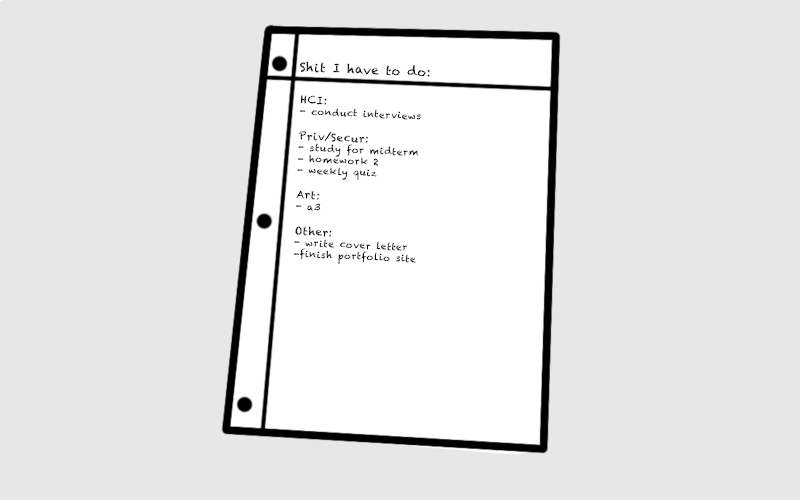 Shit I have to do:
HCI:
- conduct interviews
Priv/Secur:
- study for midterm
- homework 2
- weekly quiz
Art:
- a3
Other:
- write cover letter
-finish portfolio site